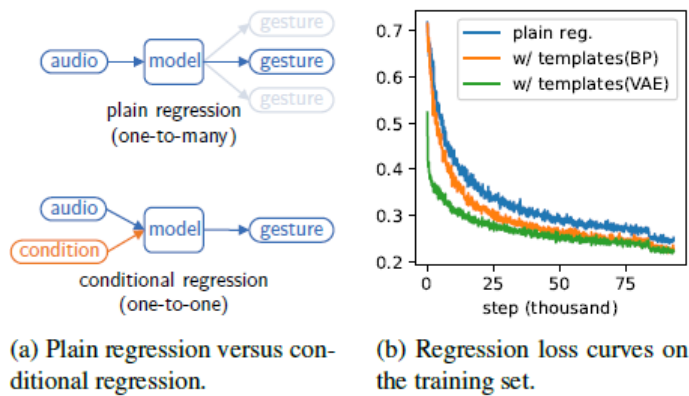 gesture
audio
model
gesture
gesture
plain regression
(one-to-many)
audio
condition
model
gesture
conditional regression
(one-to-one)
(a) Plain regression versus con-
ditional regression.
0.7
0.6
0.5
0.4
0.3
0.2
plain reg.
w/ templates(BP)
w/ templates(VAE)
0
25
50
75
step (thousand)
(b) Regression loss curves on
the training set.